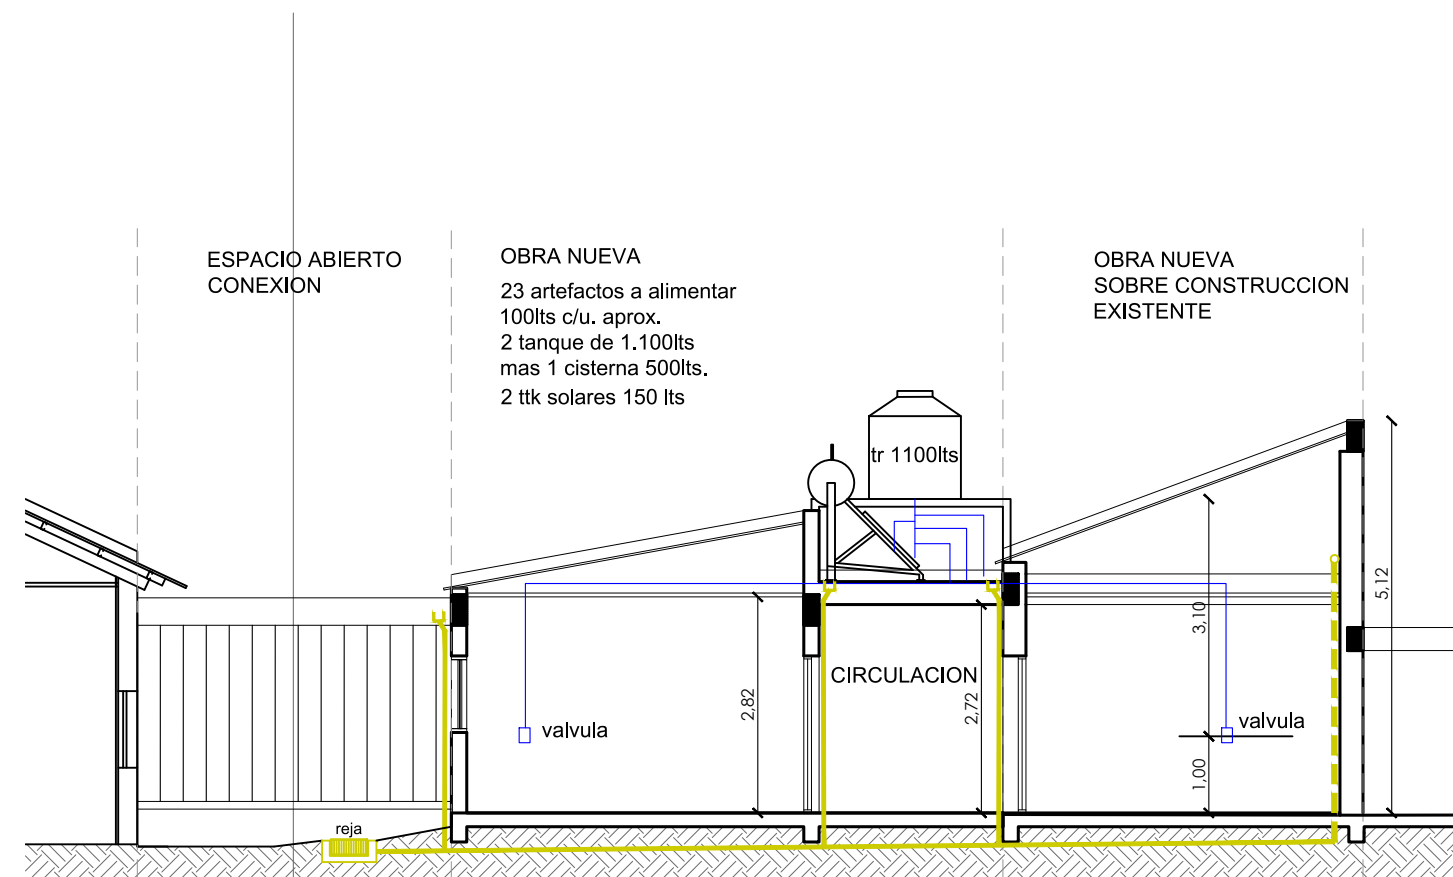 ESPACIO ABIERTO
CONEXION
OBRA NUEVA
23 artefactos a alimentar
100lts c/u. aprox.
2 tanque de 1.100lts
mas 1 cisterna 500lts.
2 ttk solares 150 lts
OBRA NUEVA
SOBRE CONSTRUCCION
EXISTENTE
tr 1100lts
CIRCULACION
2,82
2,72
3,10
1,00
5,12
valvula
valvula
reja